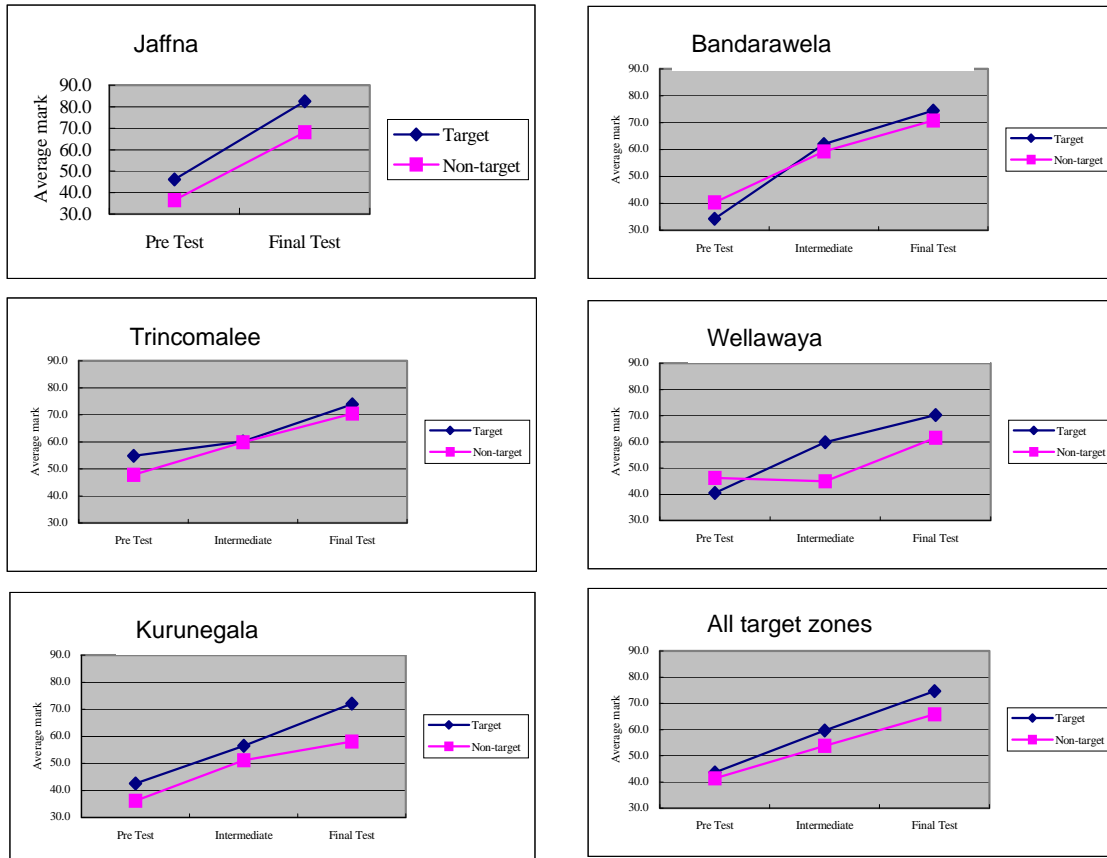 Jaffna
Average mark
90.0
80.0
70.0
60.0
50.0
40.0
30.0
Pre Test Final Test
Target
Non-target
Bandarawela
Average mark
90.0
80.0
70.0
60.0
50.0
40.0
30.0
Pre Test Intermediate Final Test
Target
Non-target
Trincomalee
Average mark
90.0
80.0
70.0
60.0
50.0
40.0
30.0
Pre Test Intermediate Final Test
Target
Non-target
Wellawaya
Average mark
90.0
80.0
70.0
60.0
50.0
40.0
30.0
Pre Test Intermediate Final Test
Target
Non-target
Kurunegala
Average mark
90.0
80.0
70.0
60.0
50.0
40.0
30.0
Pre Test Intermediate Final Test
Target
Non-target
All target zones
Average mark
90.0
80.0
70.0
60.0
50.0
40.0
30.0
Pre Test Intermediate Final Test
Target
Non-target